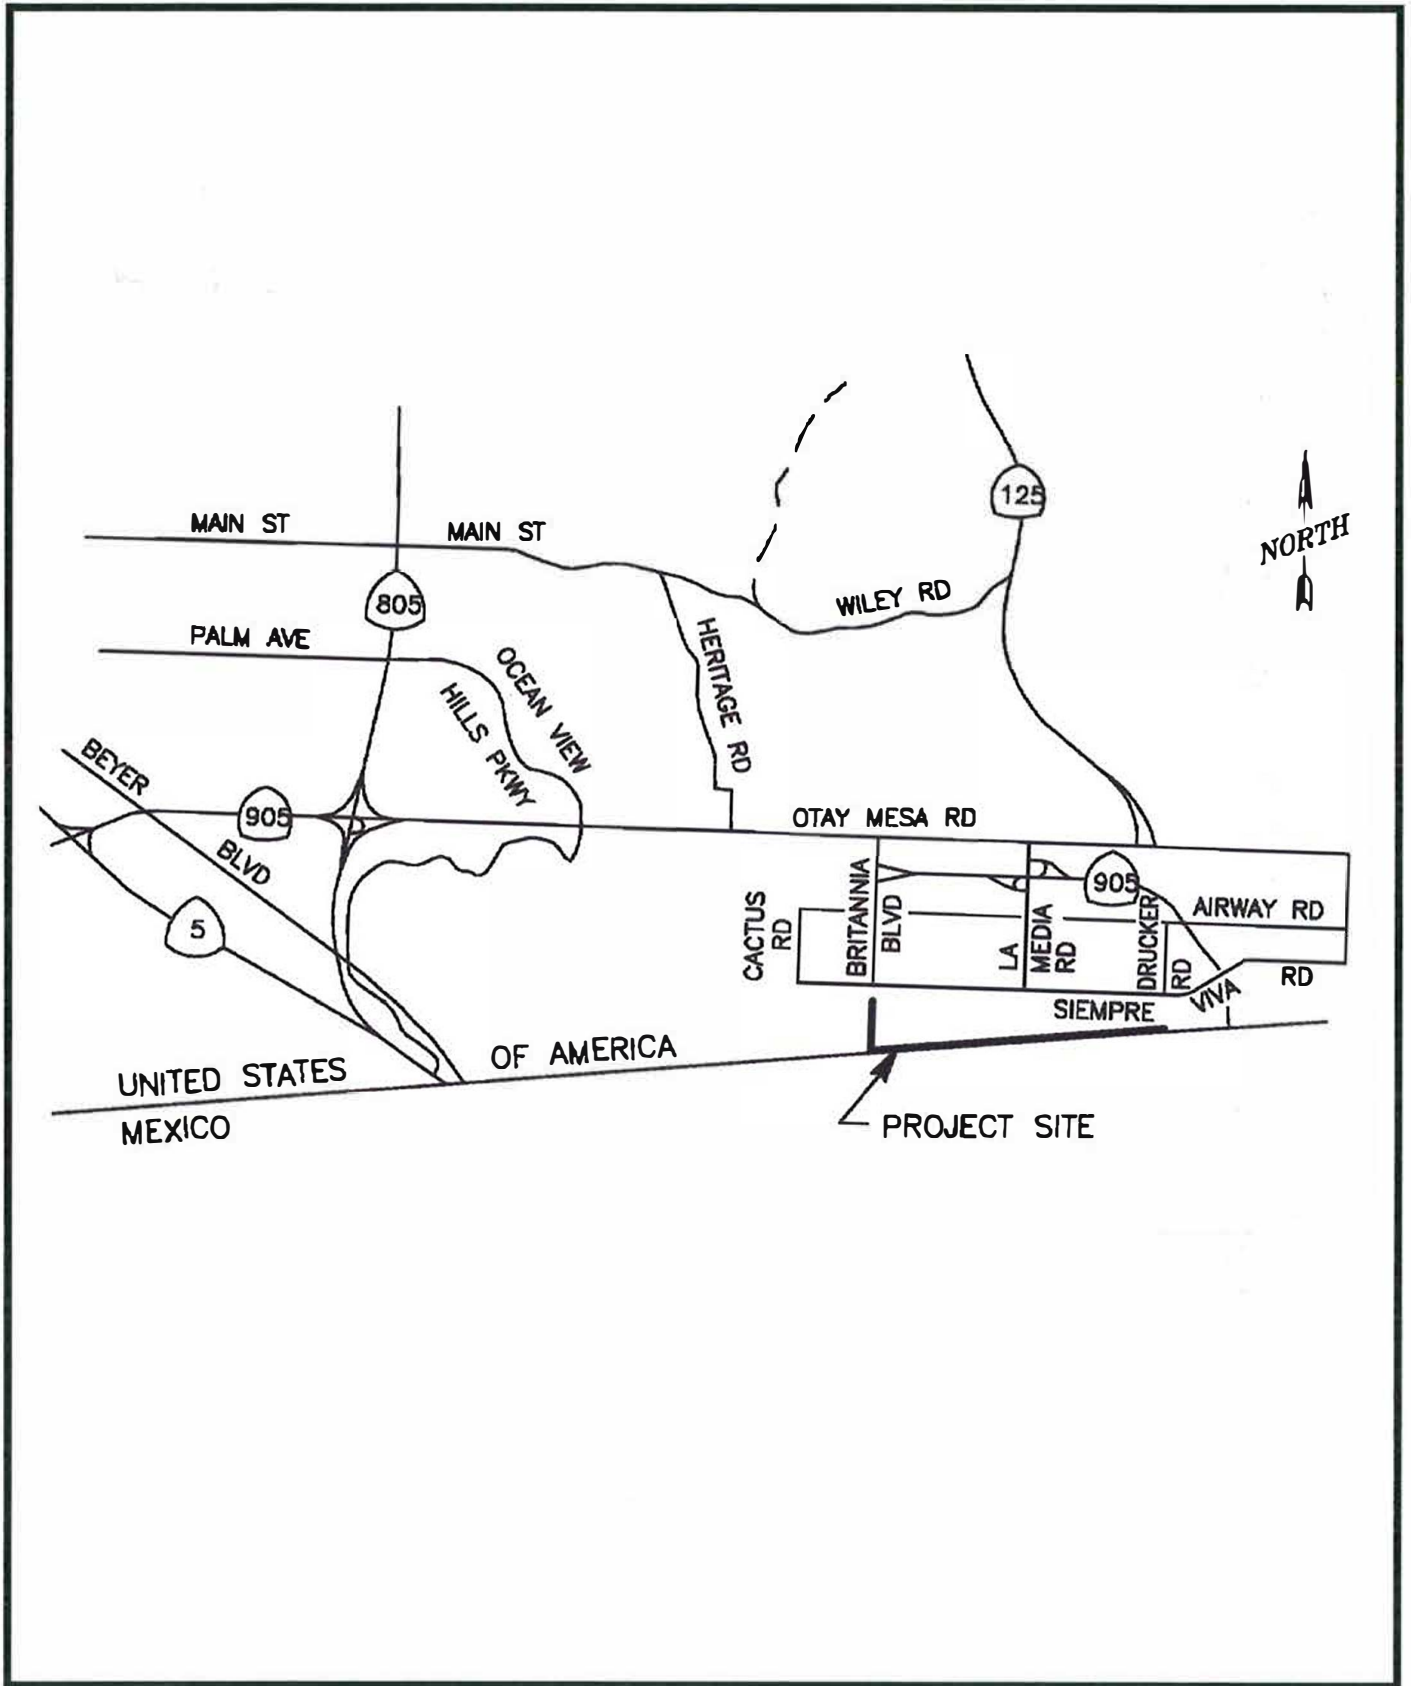 125
MAIN ST
MAIN ST
NORTH
805
WILEY RD
PALM AVE
HERITAGE RD
OCEAN VIEW
HILLS PKWY
BEYER
BLVD
905
OTAY MESA RD
5
905
CACTUS
RD
BRITANNIA
BLVD
LA
MEDIA
RD
DRUCKER
RD
AIRWAY RD
SIEMPRE
VIVA
RD
UNITED STATES
OF AMERICA
MEXICO
PROJECT SITE